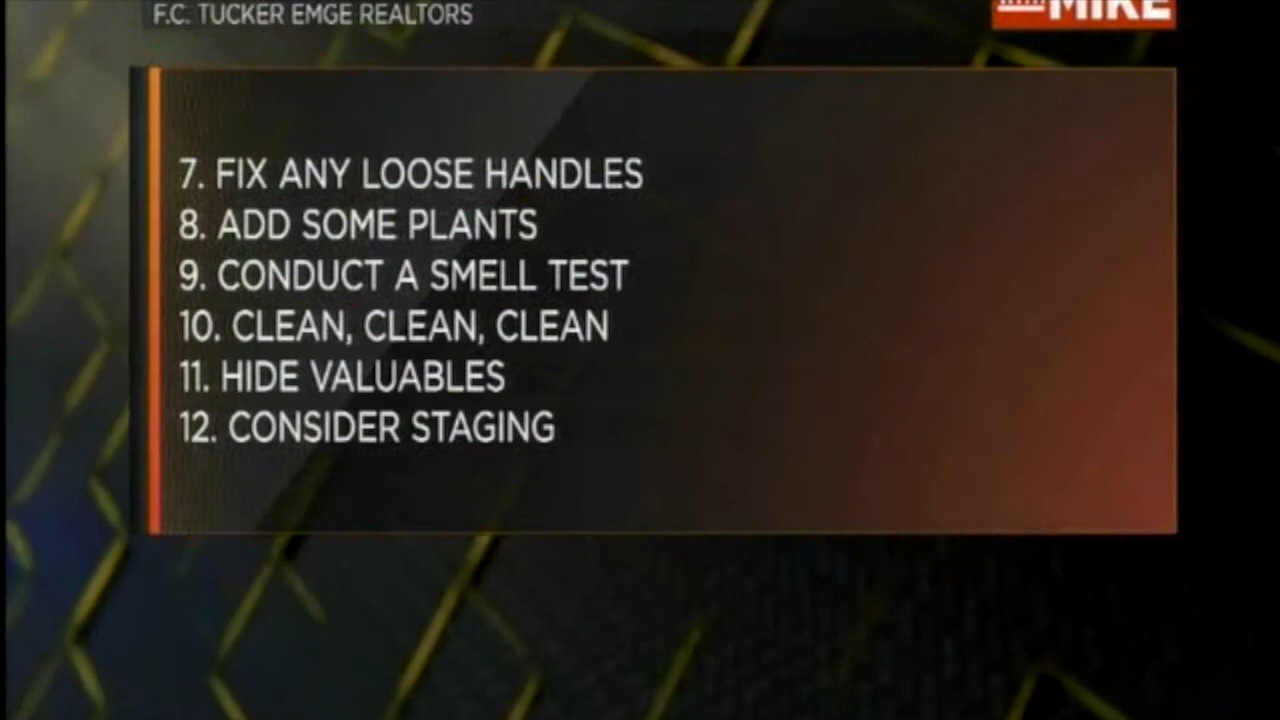 F.C. TUCKER EMGE REALTORS
MIKE
7. FIX ANY LOOSE HANDLES
8. ADD SOME PLANTS
9. CONDUCT A SMELL TEST
10. CLEAN, CLEAN, CLEAN
11. HIDE VALUABLES
12. CONSIDER STAGING